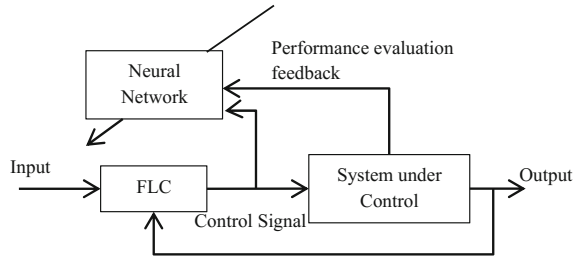 Performance evaluation
feedback
Neural
Network
Input
FLC
Control Signal
System under
Control
Output